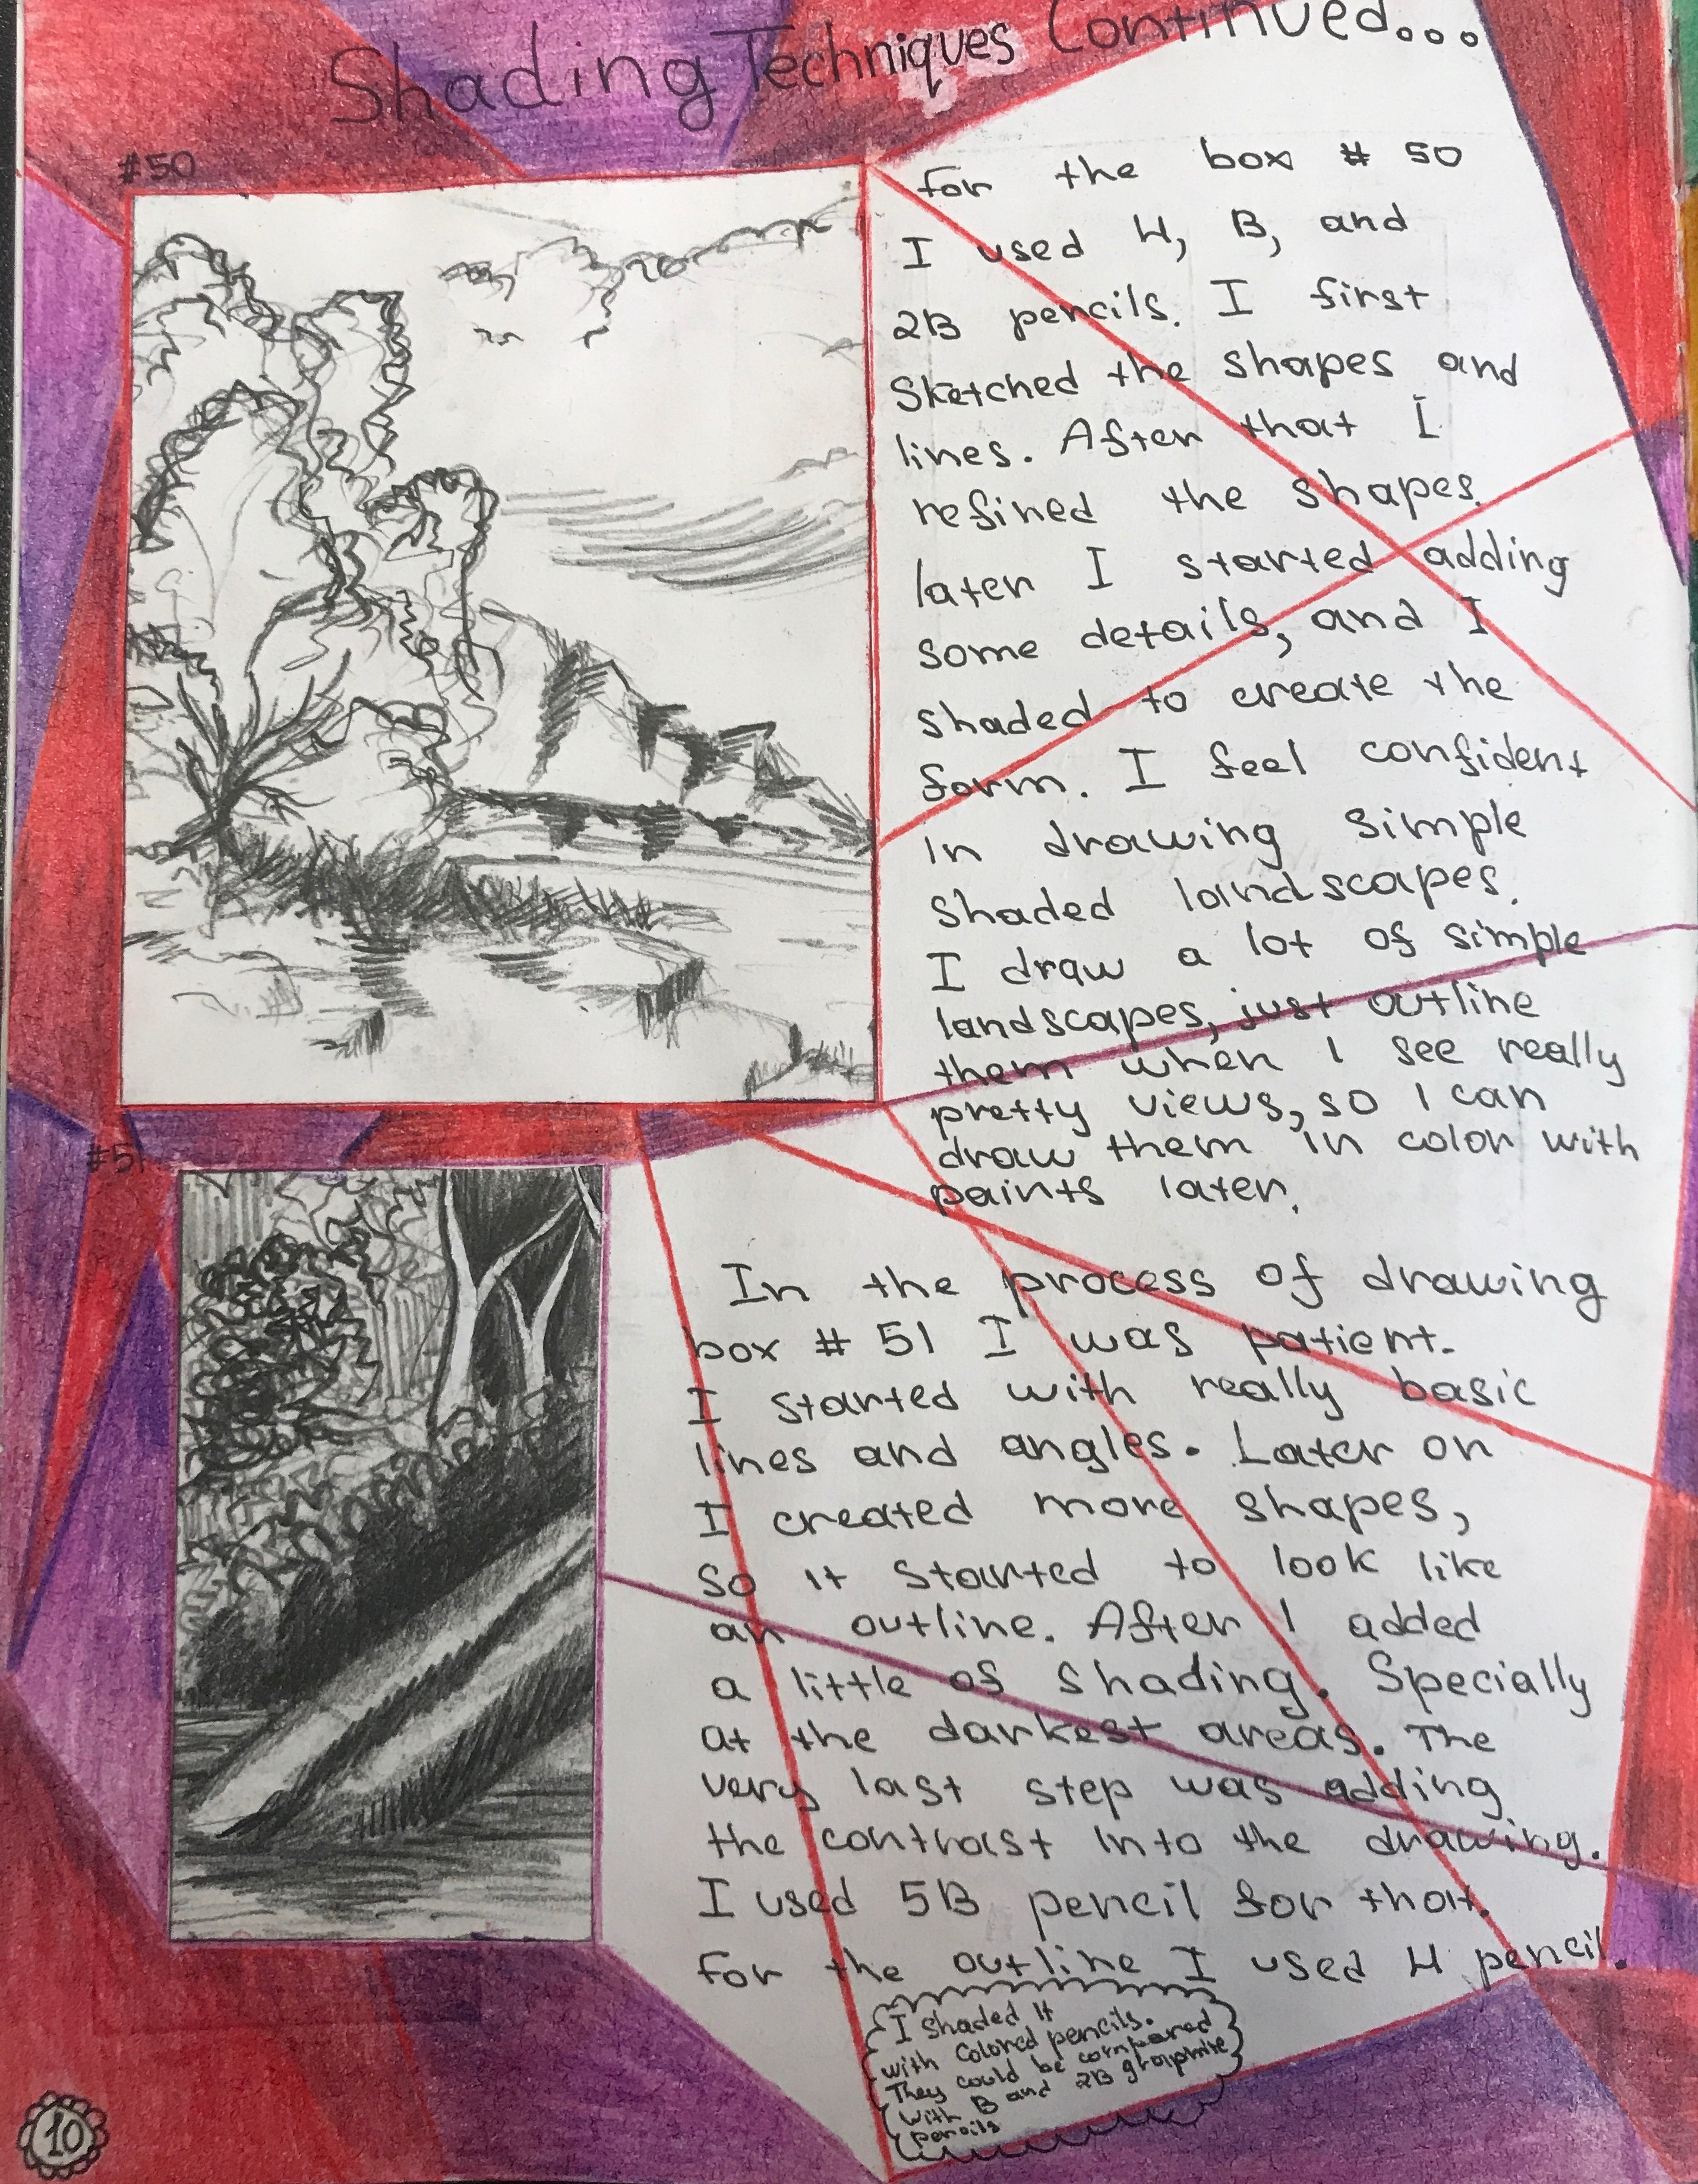 Shading Techniques Continued...
#50
For the box # 50
I used H, B, and
2B pencils. I first
Sketched the shapes and
lines. After that I
refined the shapes.
later I started adding
some details, and I
shaded to create the
form. I feel confident
in drawing simple
shaded landscapes.
I draw a lot of simple
landscapes, just outline
them when I see really
pretty views, so I can
draw them in color with
paints later.
#51
In the process of drawing
box # 51 I was patient.
I started with really basic
lines and angles. Later on
I created more shapes,
so it started to look like
an outline. After I added
a little of shading. Specially
at the darkest areas. The
very last step was adding
the contrast into the drawing.
I used 5B pencil for that.
For the outline I used H pencil.
I shaded it
with colored pencils.
They could be compared
with B and 2B graphite
pencils
10